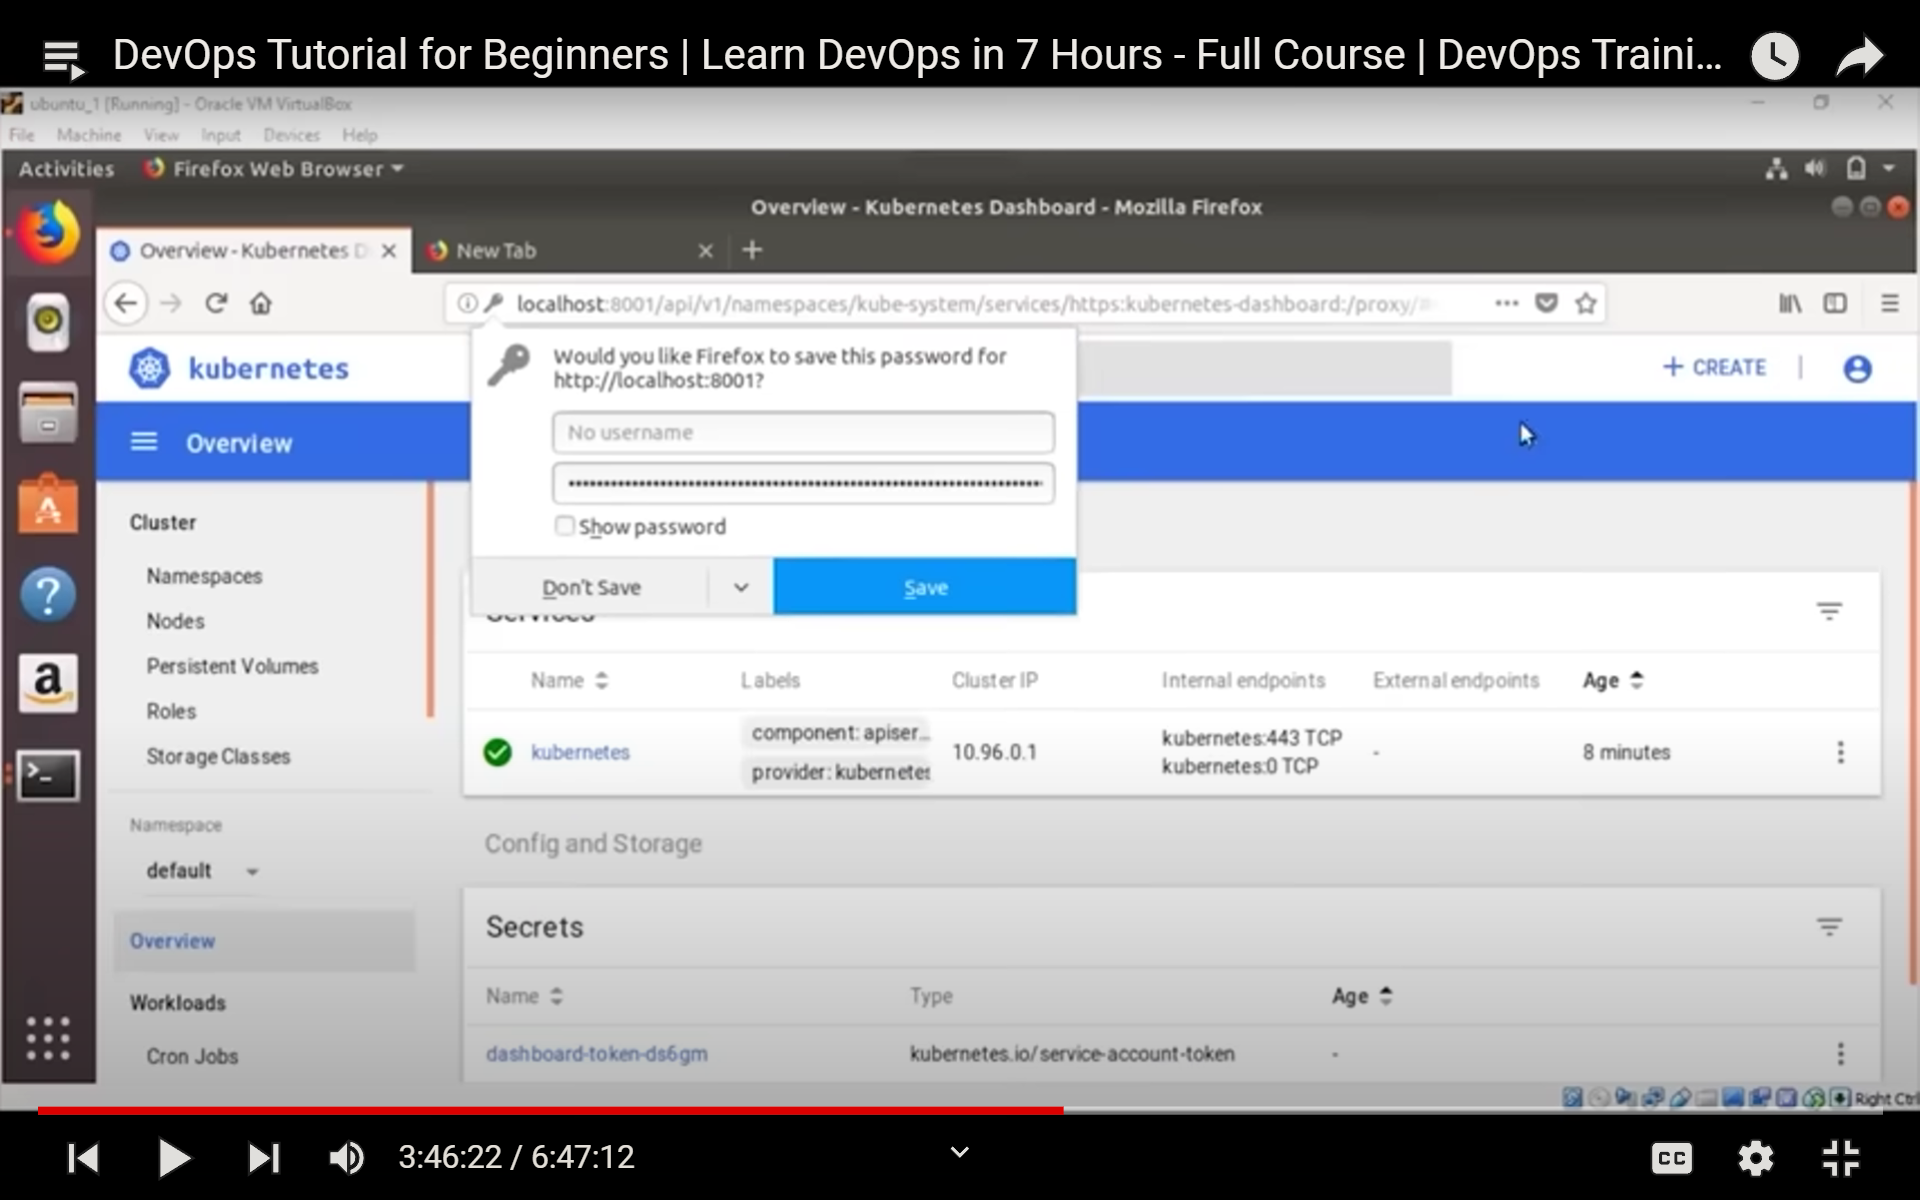 DevOps Tutorial for Beginners | Learn DevOps in 7 Hours - Full Course | DevOps Traini...
ubuntu_1 [Running] - Oracle VM VirtualBox
File Machine View Input Devices Help
Activities Firefox Web Browser
Overview - Kubernetes Dashboard - Mozilla Firefox
Overview - Kubernetes D
New Tab
localhost:8001/api/v1/namespaces/kube-system/services/https:kubernetes-dashboard:/proxy/#
kubernetes
Would you like Firefox to save this password for
http://localhost:8001?
No username
Show password
Don't Save
Save
CREATE
Overview
Cluster
Namespaces
Nodes
Persistent Volumes
Roles
Storage Classes
Namespace
default
Overview
Workloads
Cron Jobs
Services
Name Labels Cluster IP Internal endpoints External endpoints Age
kubernetes
component: apiser...
provider: kubernetes
10.96.0.1
kubernetes:443 TCP
kubernetes:0 TCP
-
8 minutes
Config and Storage
Secrets
Name Type Age
dashboard-token-ds6gm kubernetes.io/service-account-token -
Right Ctrl
3:46:22 / 6:47:12
CC